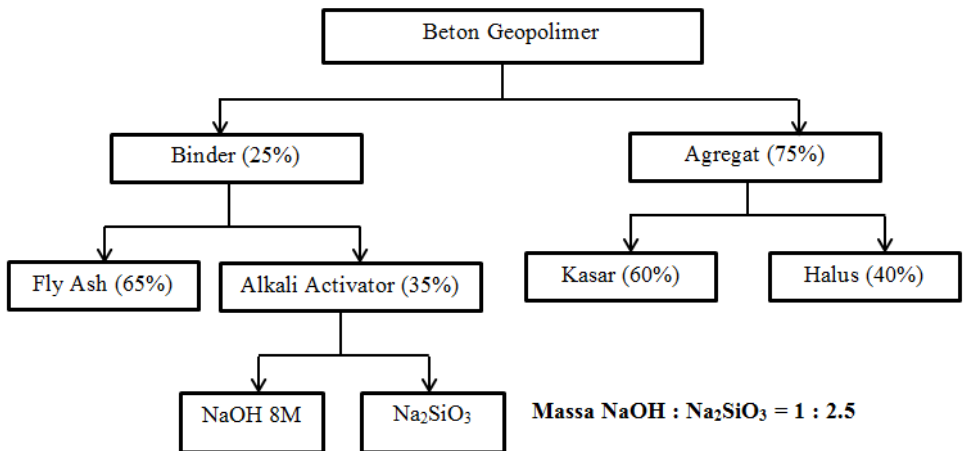 Beton Geopolimer
Binder (25%)
Agregat (75%)
Fly Ash (65%)
Alkali Activator (35%)
Kasar (60%)
Halus (40%)
NaOH 8M
Na₂SiO₃
Massa NaOH : Na₂SiO₃ = 1 : 2.5